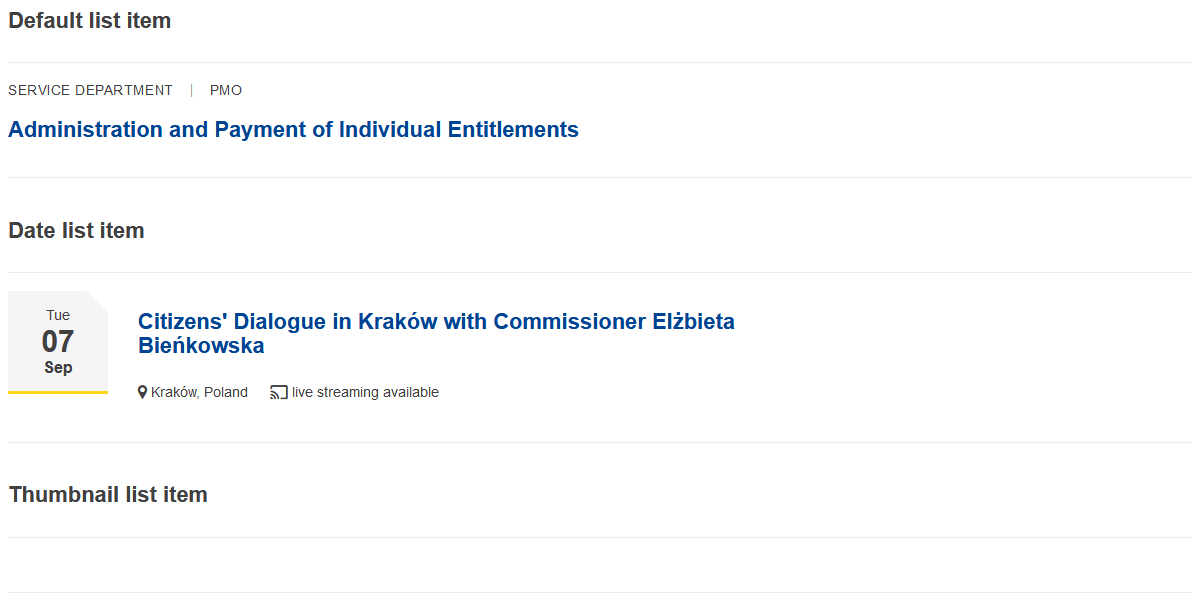 Default list item
SERVICE DEPARTMENT | PMO
Administration and Payment of Individual Entitlements
Date list item
Tue
07
Sep
Citizens' Dialogue in Kraków with Commissioner Elżbieta
Bieńkowska
Kraków, Poland live streaming available
Thumbnail list item